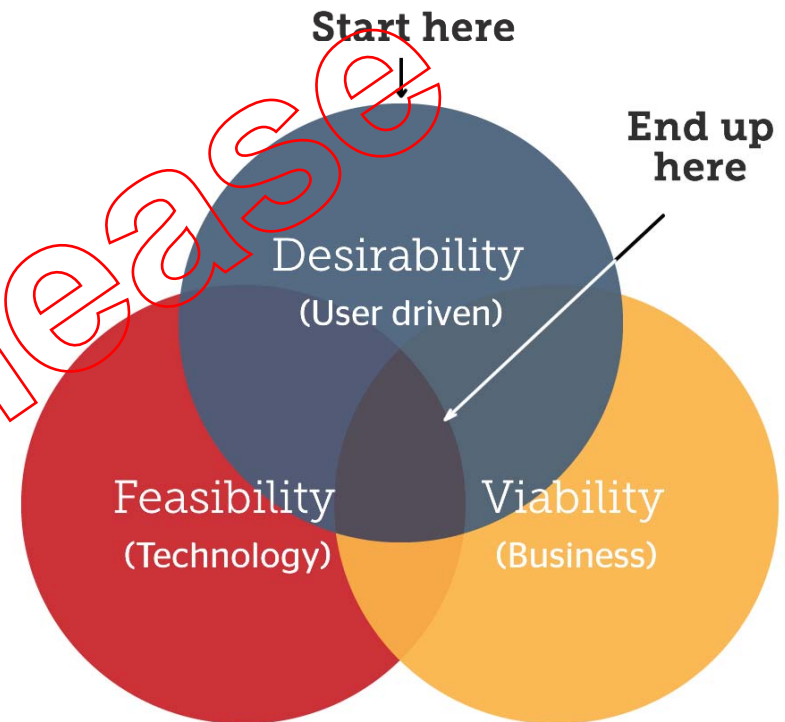 Start here
End up
here
Desirability
(User driven)
Feasibility
(Technology)
Viability
(Business)